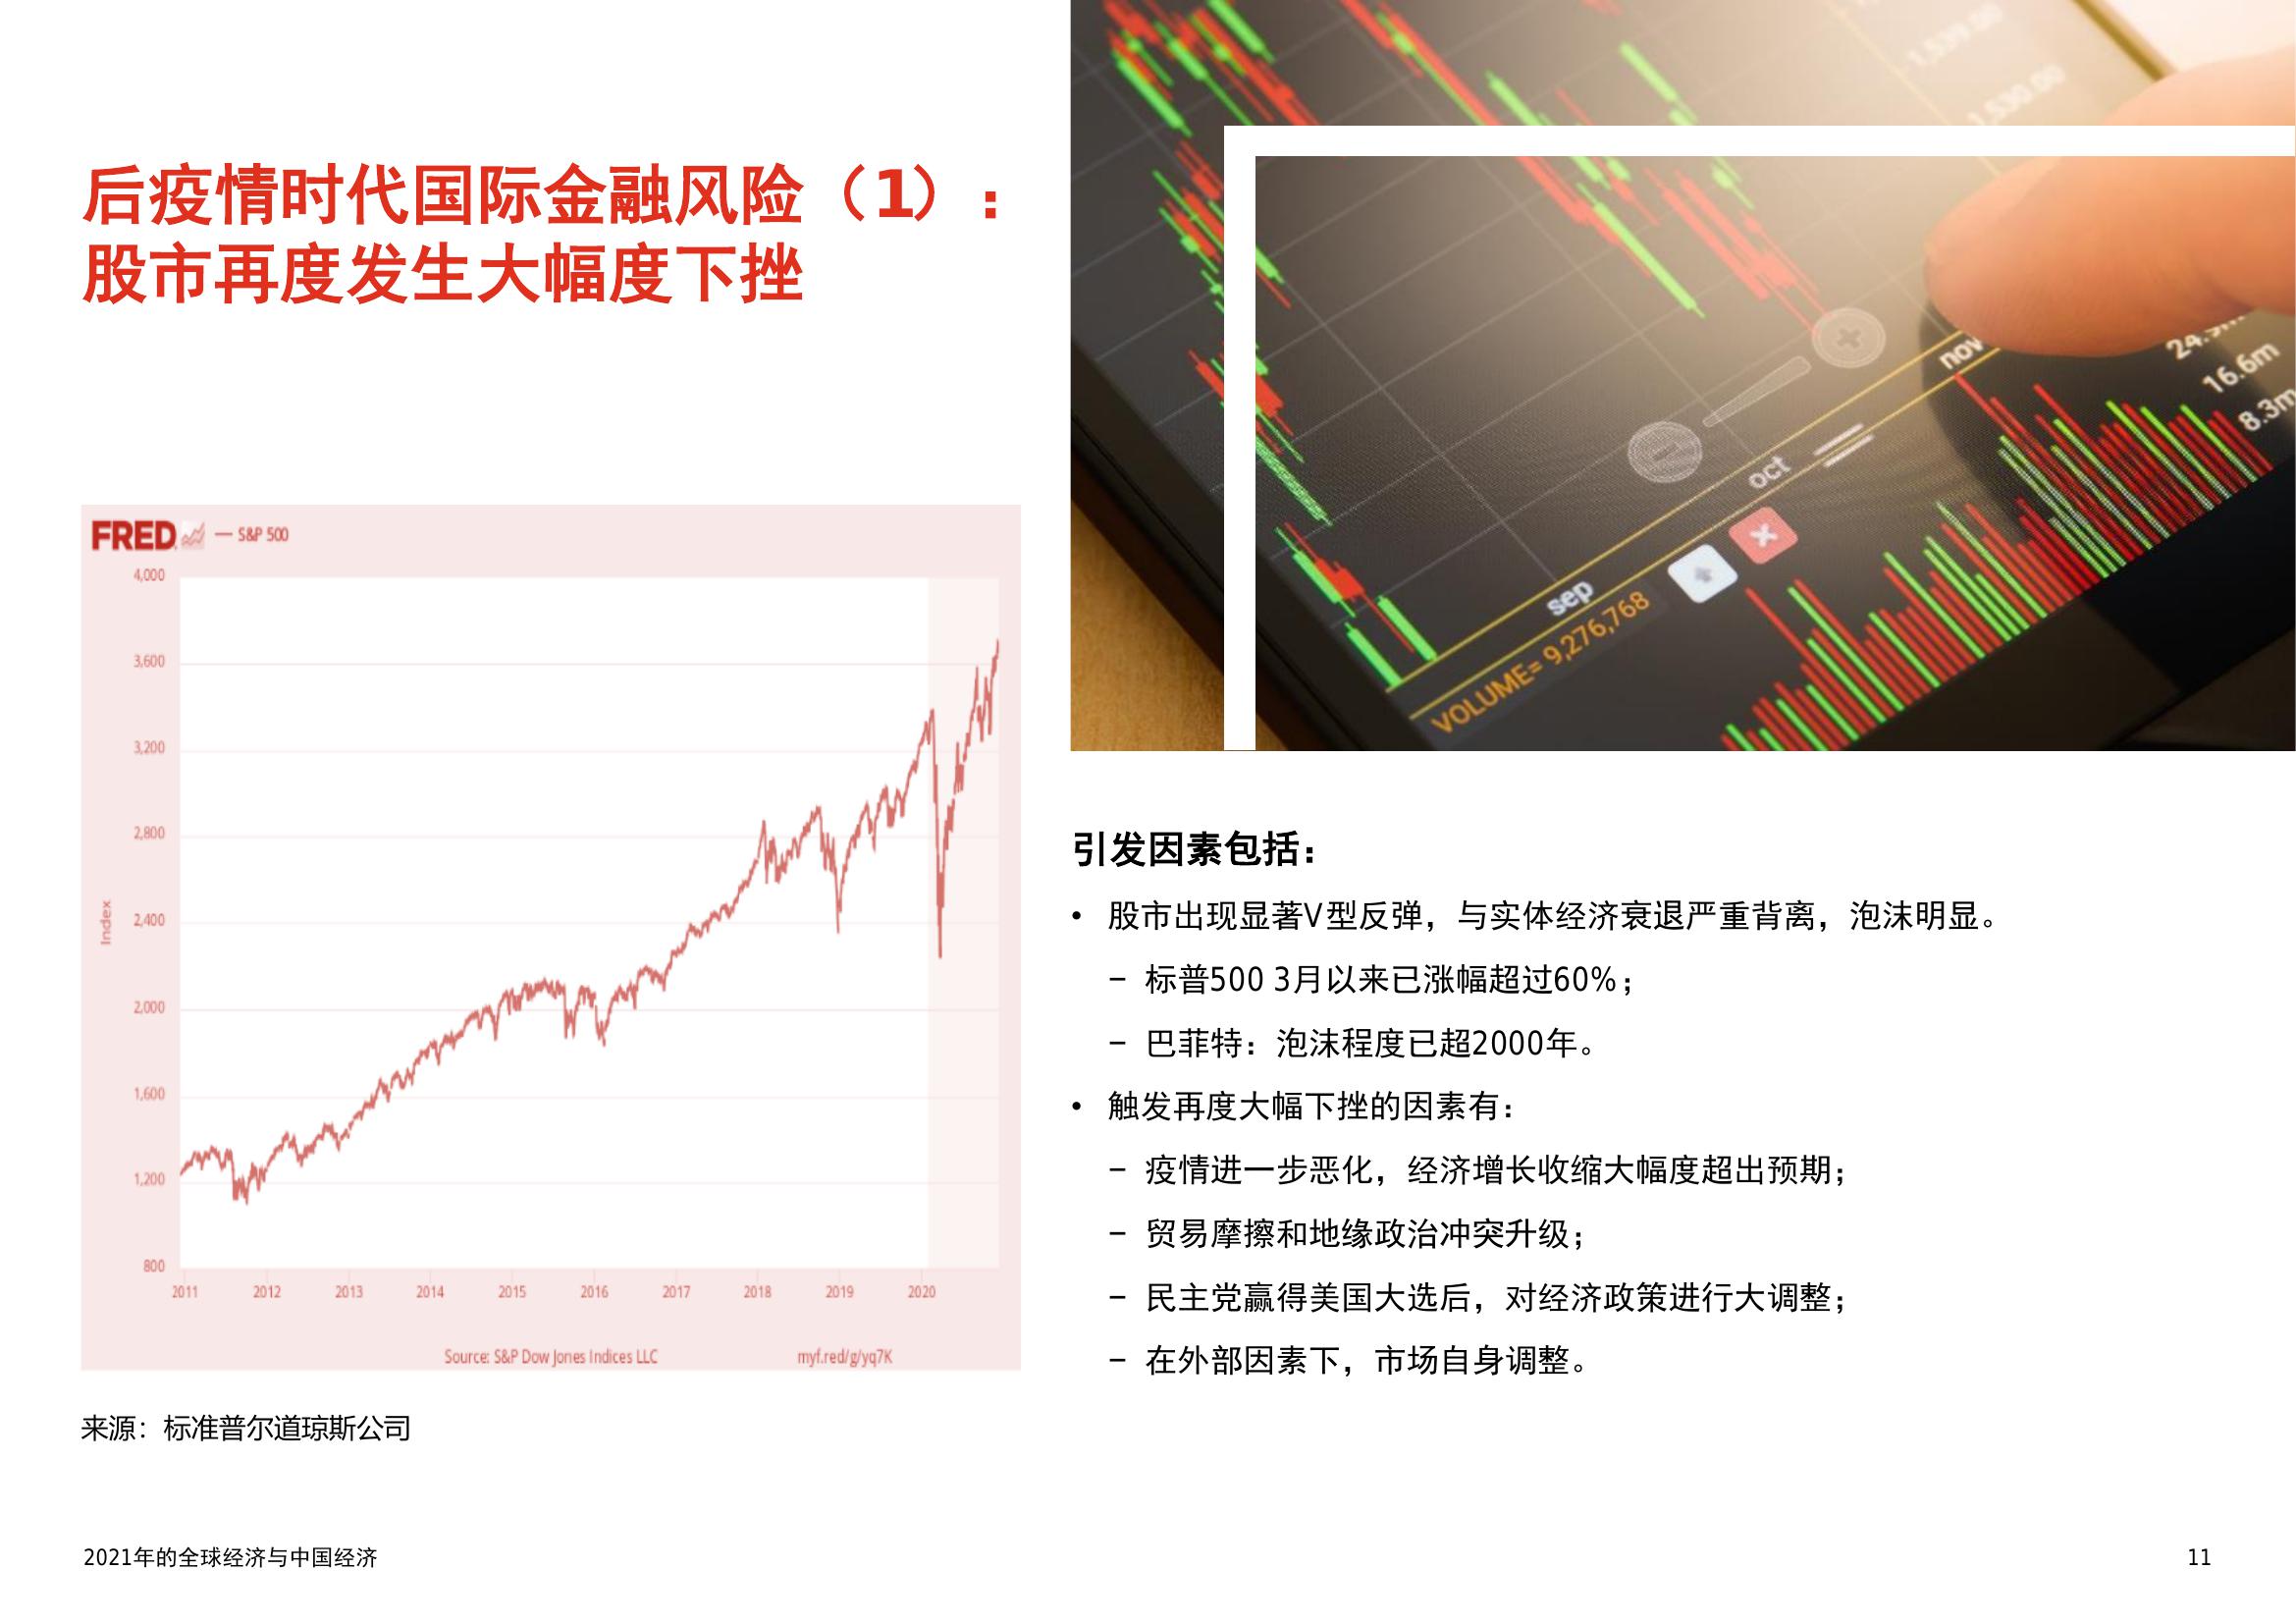 后疫情时代国际金融风险（1）：
股市再度发生大幅度下挫
1,539.00
1,530.00
nov
16.6m
8.3m
oct
sep
VOLUME= 9,276,768
FRED — S&P 500
4,000
3,600
3,200
2,800
2,400
2,000
1,600
1,200
800
Index
2011 2012 2013 2014 2015 2016 2017 2018 2019 2020
Source: S&P Dow Jones Indices LLC myf.red/g/yq7K
来源：标准普尔道琼斯公司
引发因素包括：
• 股市出现显著V型反弹，与实体经济衰退严重背离，泡沫明显。
– 标普500 3月以来已涨幅超过60%；
– 巴菲特：泡沫程度已超2000年。
• 触发再度大幅下挫的因素有：
– 疫情进一步恶化，经济增长收缩大幅度超出预期；
– 贸易摩擦和地缘政治冲突升级；
– 民主党赢得美国大选后，对经济政策进行大调整；
– 在外部因素下，市场自身调整。
2021年的全球经济与中国经济
11